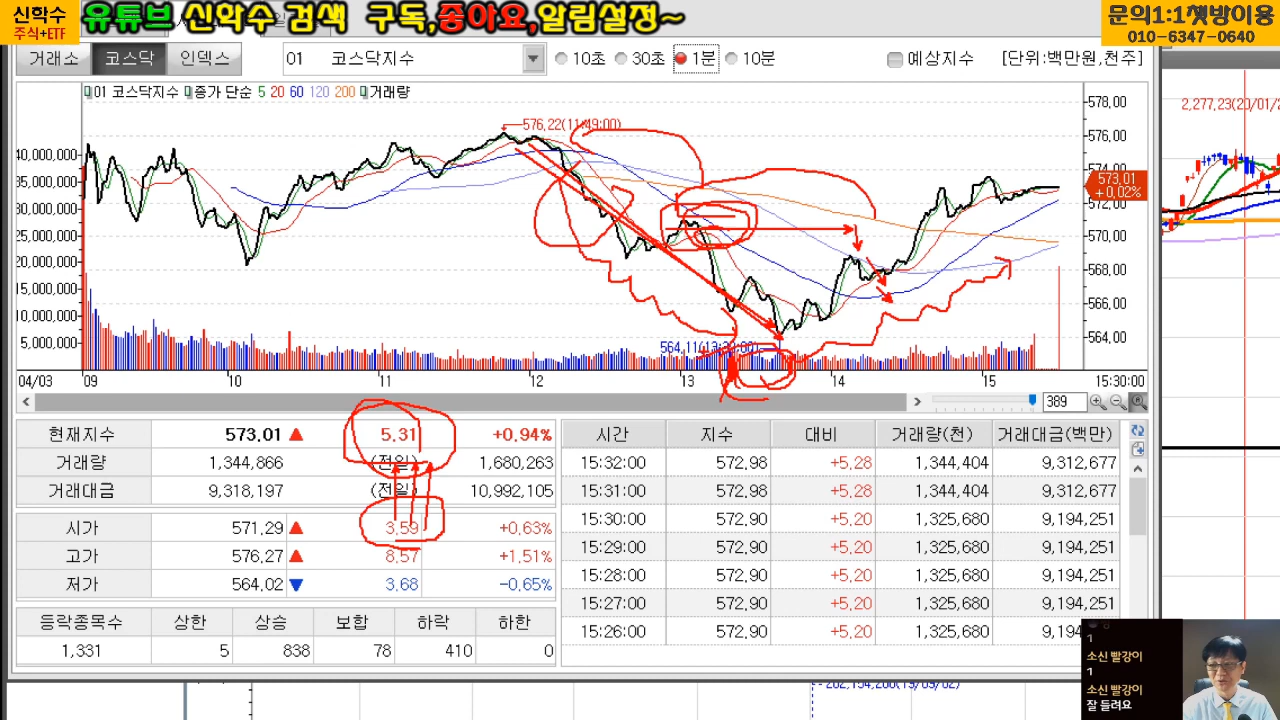 신학수
주식+ETF
유튜브 신학수 검색 구독,좋아요,알림설정~
문의1:1챗방이용
010-6347-0640
거래소 코스닥 인덱스 01 코스닥지수 10초 30초 1분 10분 예상지수 [단위:백만원,천주]
01 코스닥지수 종가 단순 5 20 60 120 200 거래량
576,22(11:49:00)
564,11(13:38:00)
578,00
576,00
574,00
573,01
+0,02%
572,00
570,00
568,00
566,00
564,00
40,000,000
35,000,000
30,000,000
25,000,000
20,000,000
15,000,000
10,000,000
5,000,000
04/03 09 10 11 12 13 14 15 15:30:00
389
2,277,23(20/01/2
현재지수 573.01 ▲ 5.31 +0.94%
거래량 1,344,866 (전일) 1,680,263
거래대금 9,318,197 (전일) 10,992,105
시가 571.29 ▲ 3.59 +0.63%
고가 576.27 ▲ 8.57 +1.51%
저가 564.02 ▼ 3.68 -0.65%
등락종목수 상한 상승 보합 하락 하한
1,331 5 838 78 410 0
시간 지수 대비 거래량(천) 거래대금(백만)
15:32:00 572.98 +5.28 1,344,404 9,312,677
15:31:00 572.98 +5.28 1,344,404 9,312,677
15:30:00 572.90 +5.20 1,325,680 9,194,251
15:29:00 572.90 +5.20 1,325,680 9,194,251
15:28:00 572.90 +5.20 1,325,680 9,194,251
15:27:00 572.90 +5.20 1,325,680 9,194,251
15:26:00 572.90 +5.20 1,325,680 9,194
1
소신 빨강이
1
소신 빨강이
잘 들려요